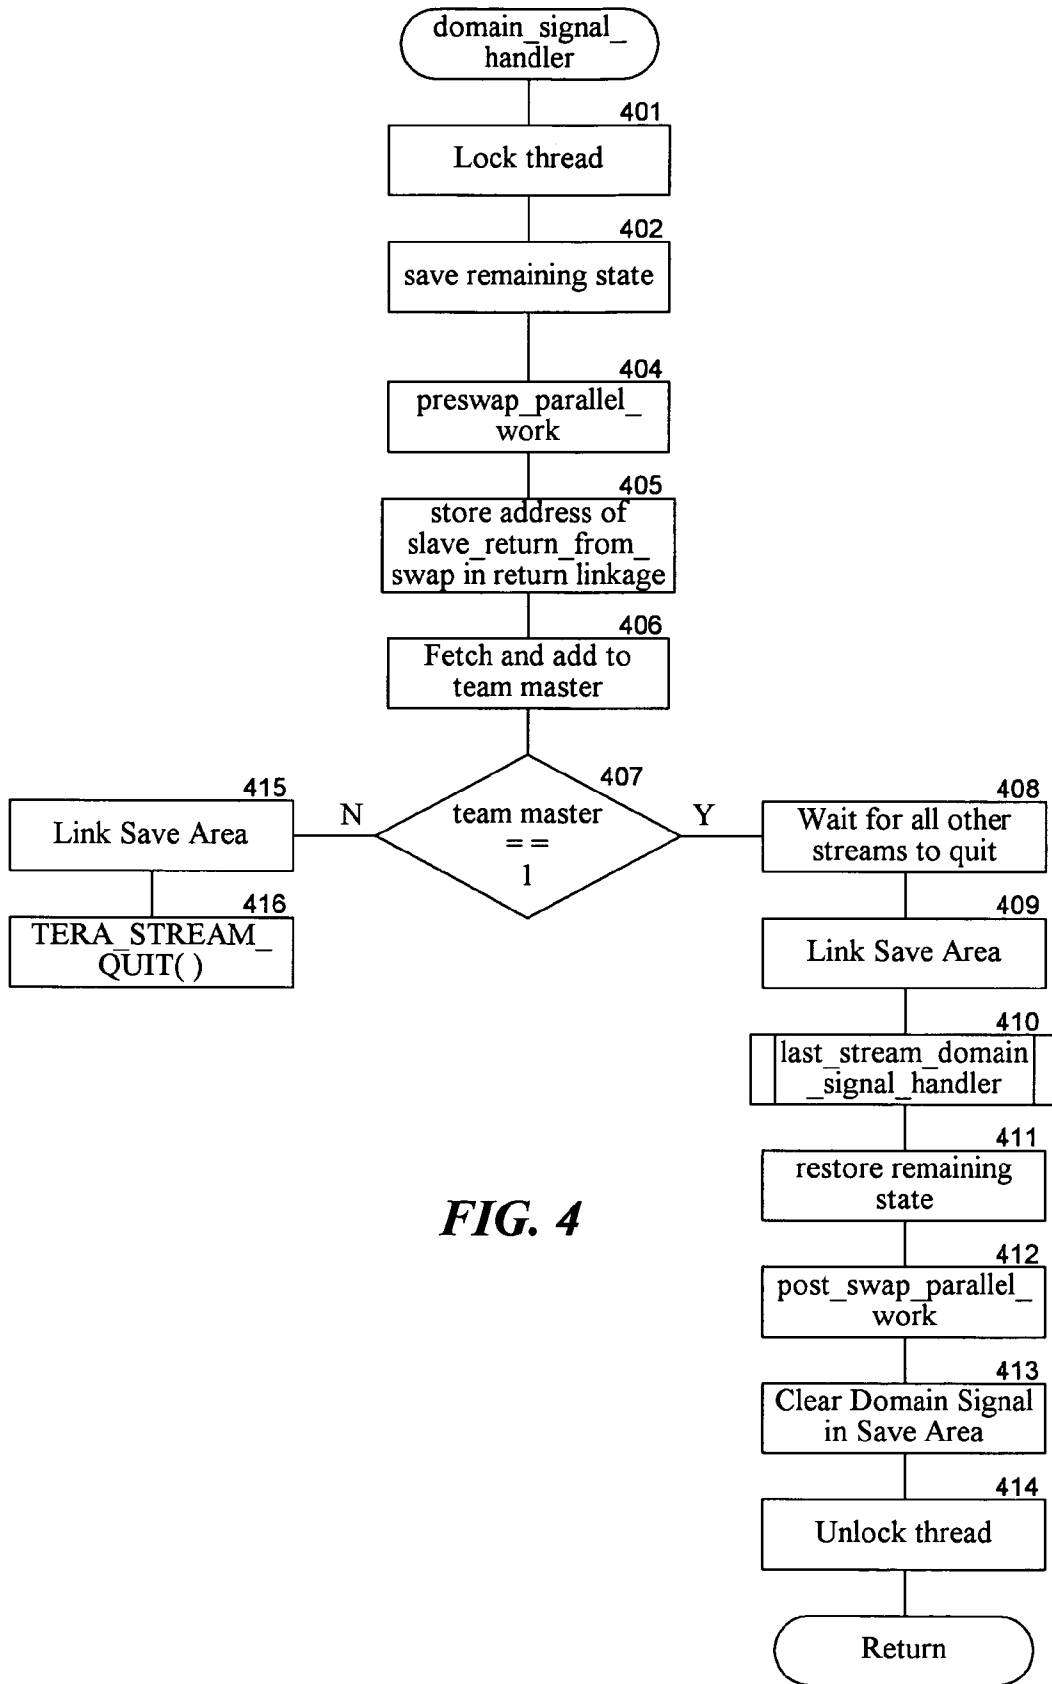 domain_signal_
handler
401
Lock thread
402
save remaining state
404
preswap_parallel_
work
405
store address of
slave_return_from_
swap in return linkage
406
Fetch and add to
team master
407
team master
= =
1
N
Y
415
Link Save Area
416
TERA_STREAM_
QUIT( )
408
Wait for all other
streams to quit
409
Link Save Area
410
last_stream_domain
_signal_handler
411
restore remaining
state
412
post_swap_parallel_
work
413
Clear Domain Signal
in Save Area
414
Unlock thread
Return
FIG. 4